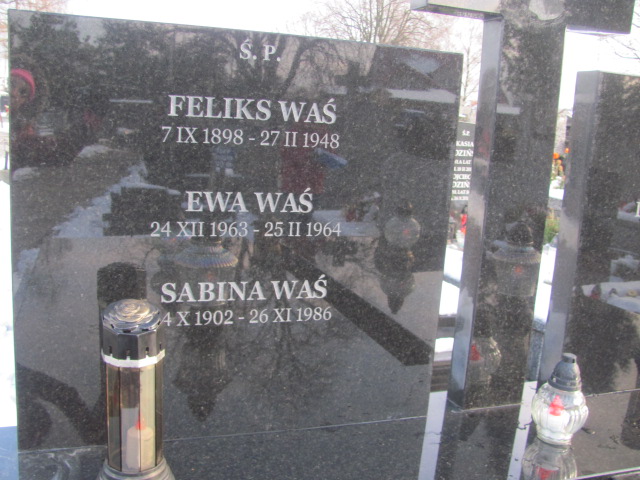 Ś. P.
FELIKS WAŚ
7 IX 1898 - 27 II 1948
EWA WAŚ
24 XII 1963 - 25 II 1964
SABINA WAŚ
4 X 1902 - 26 XI 1986